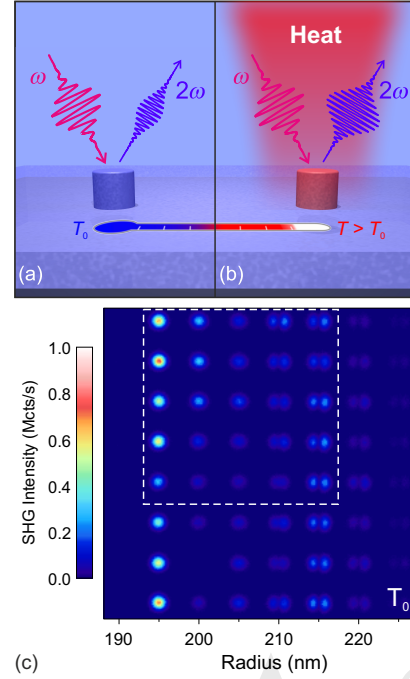 Heat
ω
2ω
ω
2ω
T₀
T > T₀
(a)
(b)
SHG Intensity (Mcts/s)
1.0
0.8
0.6
0.4
0.2
0.0
T₀
190
200
210
220
Radius (nm)
(c)